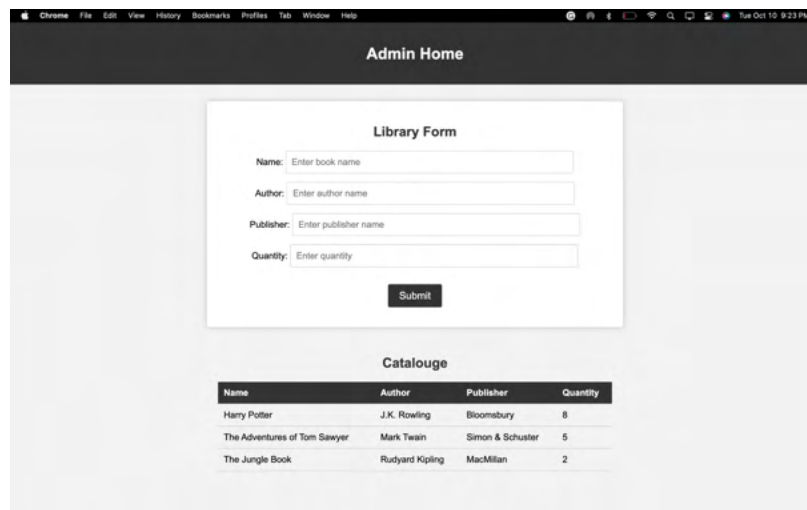 Chrome File Edit View History Bookmarks Profiles Tab Window Help Tue Oct 10 9:23 PM
Admin Home
Library Form
Name: Enter book name
Author: Enter author name
Publisher: Enter publisher name
Quantity: Enter quantity
Submit
Catalouge
Name Author Publisher Quantity
Harry Potter J.K. Rowling Bloomsbury 8
The Adventures of Tom Sawyer Mark Twain Simon & Schuster 5
The Jungle Book Rudyard Kipling MacMillan 2